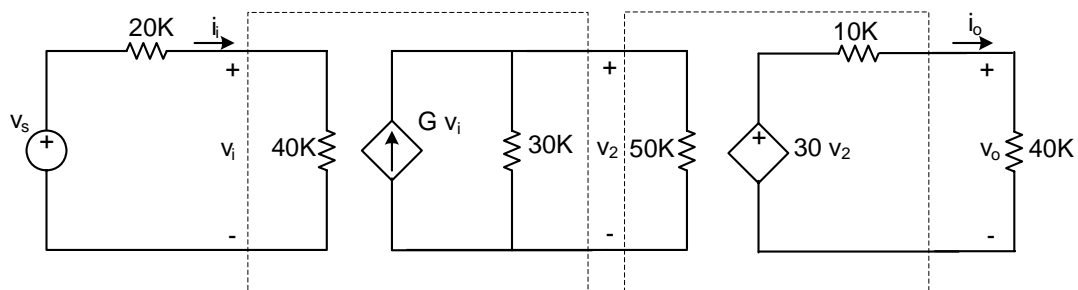 20K
i_i
+
v_s
+
v_i
40K
-
G v_i
30K
+
v_2
50K
-
+
30 v_2
10K
i_o
+
v_o
40K
-